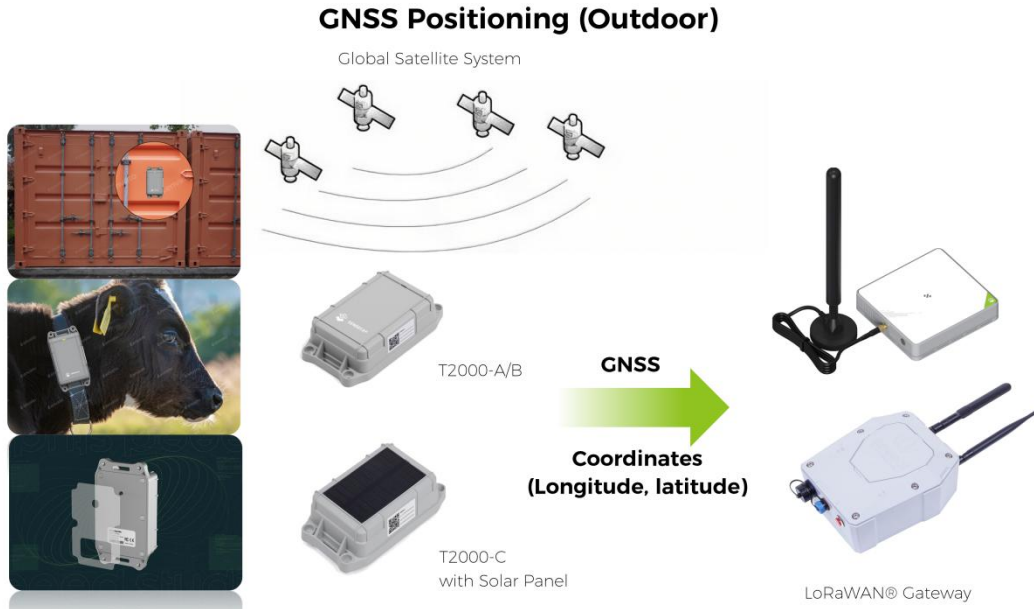 GNSS Positioning (Outdoor)
Global Satellite System
T2000-A/B
GNSS
Coordinates
(Longitude, latitude)
T2000-C
with Solar Panel
LoRaWAN® Gateway